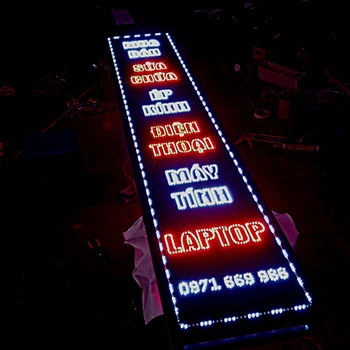 MUA
BÁN
SỬA
CHỮA
ÉP
KÍNH
ĐIỆN
THOẠI
MÁY
TÍNH
LAPTOP
0971 669 986